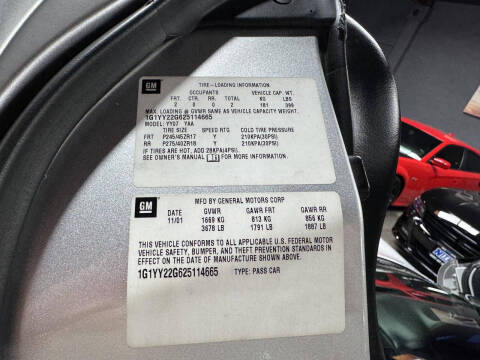 GM
TIRE-LOADING INFORMATION
OCCUPANTS VEHICLE CAP. WT.
FRT. CTR. RR. TOTAL KG LBS
2 0 0 2 181 399
MAX. LOADING @ GVWR SAME AS VEHICLE CAPACITY WEIGHT.
1G1YY22G625114665
MODEL: YY07 YAA
TIRE SIZE SPEED RTG COLD TIRE PRESSURE
FRT P245/45ZR17 Y 210KPA(30PSI)
RR P275/40ZR18 Y 210KPA(30PSI)
IF TIRES ARE HOT, ADD 28KPA(4PSI).
SEE OWNER'S MANUAL FOR MORE INFORMATION.
GM
MFD BY GENERAL MOTORS CORP
DATE GVWR GAWR FRT GAWR RR
11/01 1669 KG 813 KG 856 KG
3678 LB 1791 LB 1887 LB
THIS VEHICLE CONFORMS TO ALL APPLICABLE U.S. FEDERAL MOTOR
VEHICLE SAFETY, BUMPER, AND THEFT PREVENTION STANDARDS IN
EFFECT ON THE DATE OF MANUFACTURE SHOWN ABOVE.
1G1YY22G625114665 TYPE: PASS CAR